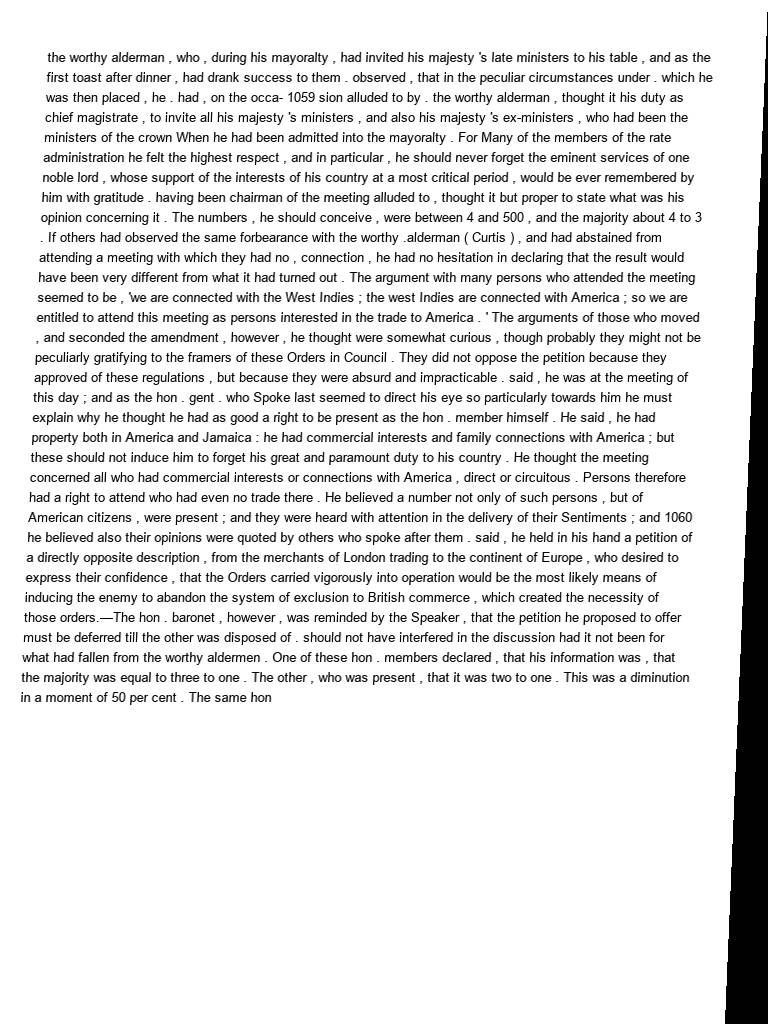 the worthy alderman , who , during his mayoralty , had invited his majesty 's late ministers to his table , and as the
first toast after dinner , had drank success to them . observed , that in the peculiar circumstances under . which he
was then placed , he . had , on the occa- 1059 sion alluded to by . the worthy alderman , thought it his duty as
chief magistrate , to invite all his majesty 's ministers , and also his majesty 's ex-ministers , who had been the
ministers of the crown When he had been admitted into the mayoralty . For Many of the members of the rate
administration he felt the highest respect , and in particular , he should never forget the eminent services of one
noble lord , whose support of the interests of his country at a most critical period , would be ever remembered by
him with gratitude . having been chairman of the meeting alluded to , thought it but proper to state what was his
opinion concerning it . The numbers , he should conceive , were between 4 and 500 , and the majority about 4 to 3
. If others had observed the same forbearance with the worthy .alderman ( Curtis ) , and had abstained from
attending a meeting with which they had no , connection , he had no hesitation in declaring that the result would
have been very different from what it had turned out . The argument with many persons who attended the meeting
seemed to be , 'we are connected with the West Indies ; the west Indies are connected with America ; so we are
entitled to attend this meeting as persons interested in the trade to America . ' The arguments of those who moved
, and seconded the amendment , however , he thought were somewhat curious , though probably they might not be
peculiarly gratifying to the framers of these Orders in Council . They did not oppose the petition because they
approved of these regulations , but because they were absurd and impracticable . said , he was at the meeting of
this day ; and as the hon . gent . who Spoke last seemed to direct his eye so particularly towards him he must
explain why he thought he had as good a right to be present as the hon . member himself . He said , he had
property both in America and Jamaica : he had commercial interests and family connections with America ; but
these should not induce him to forget his great and paramount duty to his country . He thought the meeting
concerned all who had commercial interests or connections with America , direct or circuitous . Persons therefore
had a right to attend who had even no trade there . He believed a number not only of such persons , but of
American citizens , were present ; and they were heard with attention in the delivery of their Sentiments ; and 1060
he believed also their opinions were quoted by others who spoke after them . said , he held in his hand a petition of
a directly opposite description , from the merchants of London trading to the continent of Europe , who desired to
express their confidence , that the Orders carried vigorously into operation would be the most likely means of
inducing the enemy to abandon the system of exclusion to British commerce , which created the necessity of
those orders.—The hon . baronet , however , was reminded by the Speaker , that the petition he proposed to offer
must be deferred till the other was disposed of . should not have interfered in the discussion had it not been for
what had fallen from the worthy aldermen . One of these hon . members declared , that his information was , that
the majority was equal to three to one . The other , who was present , that it was two to one . This was a diminution
in a moment of 50 per cent . The same hon